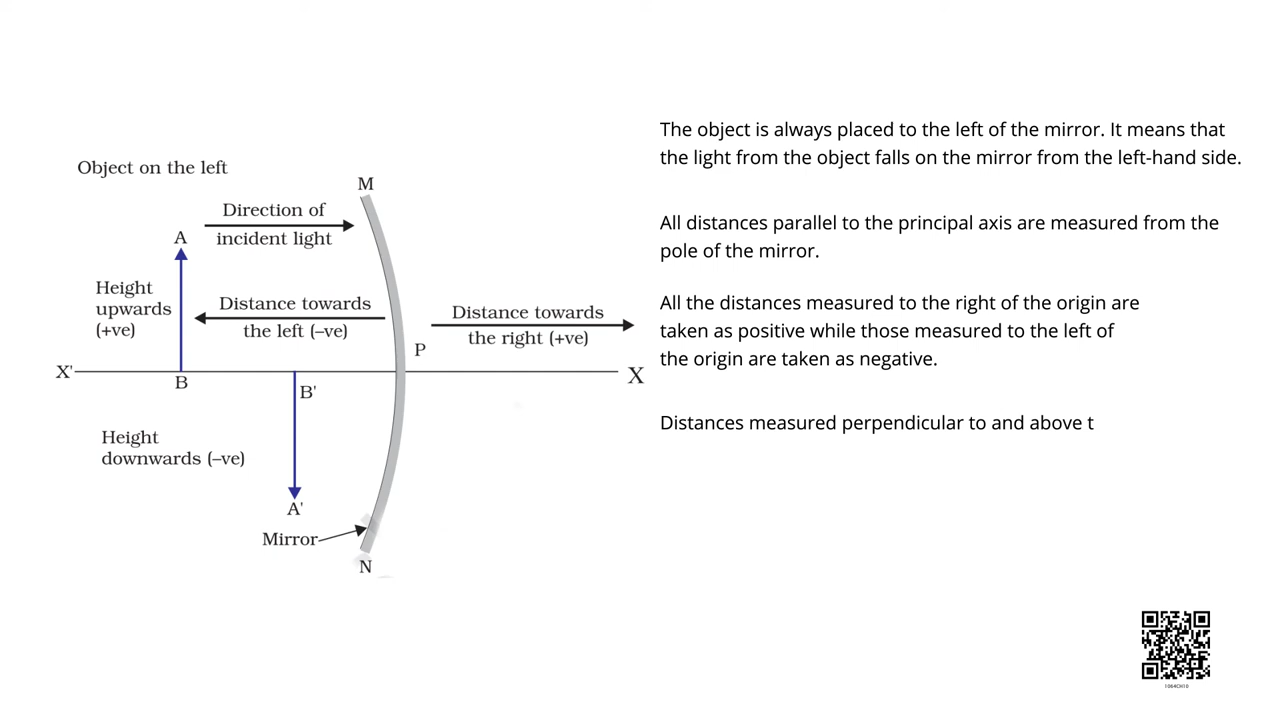 Object on the left
M
Direction of
incident light
A
Height
upwards
(+ve)
Distance towards
the left (–ve)
Distance towards
the right (+ve)
P
X'
B
B'
X
Height
downwards (–ve)
A'
Mirror
N
The object is always placed to the left of the mirror. It means that
the light from the object falls on the mirror from the left-hand side.
All distances parallel to the principal axis are measured from the
pole of the mirror.
All the distances measured to the right of the origin are
taken as positive while those measured to the left of
the origin are taken as negative.
Distances measured perpendicular to and above t
1064CH10